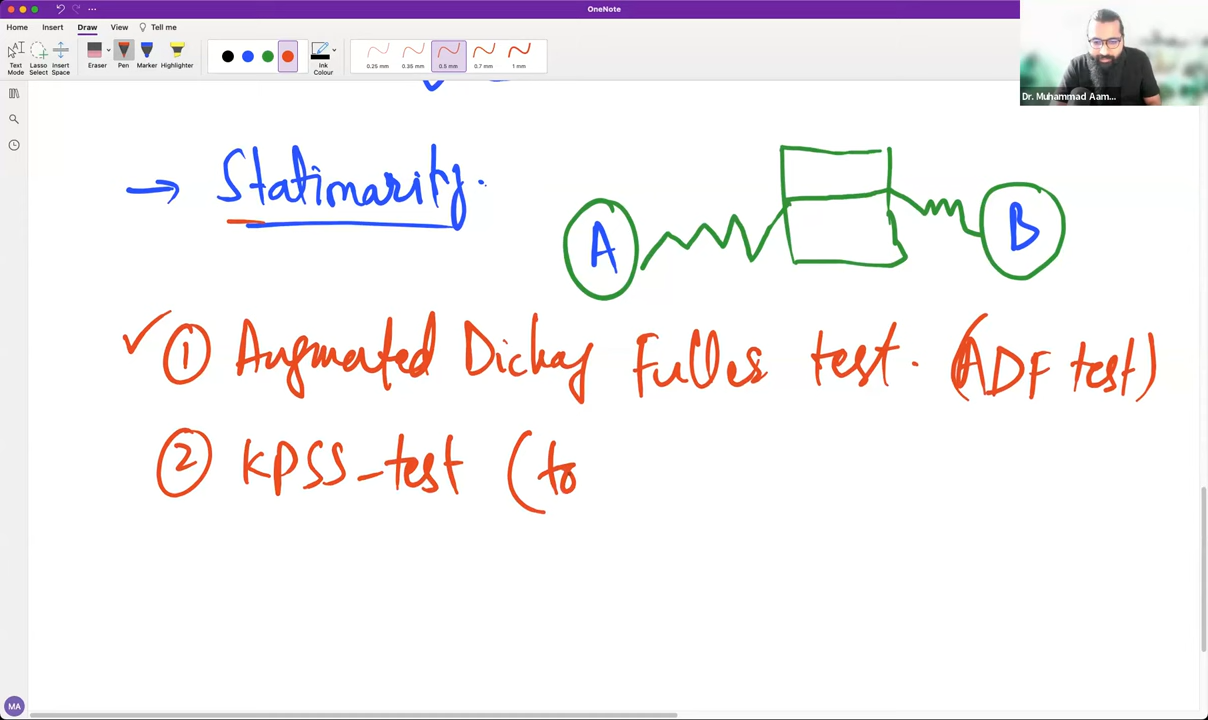 OneNote
Home Insert Draw View Tell me
Text Mode Lasso Select Insert Space Eraser Pen Marker Highlighter Ink Colour 0.25 mm 0.35 mm 0.5 mm 0.7 mm 1 mm
Dr. Muhammad Aam...
→ Stationarity.
A B
✓ ① Augmented Dickey Fuller test. (ADF test)
② KPSS-test (to
MA